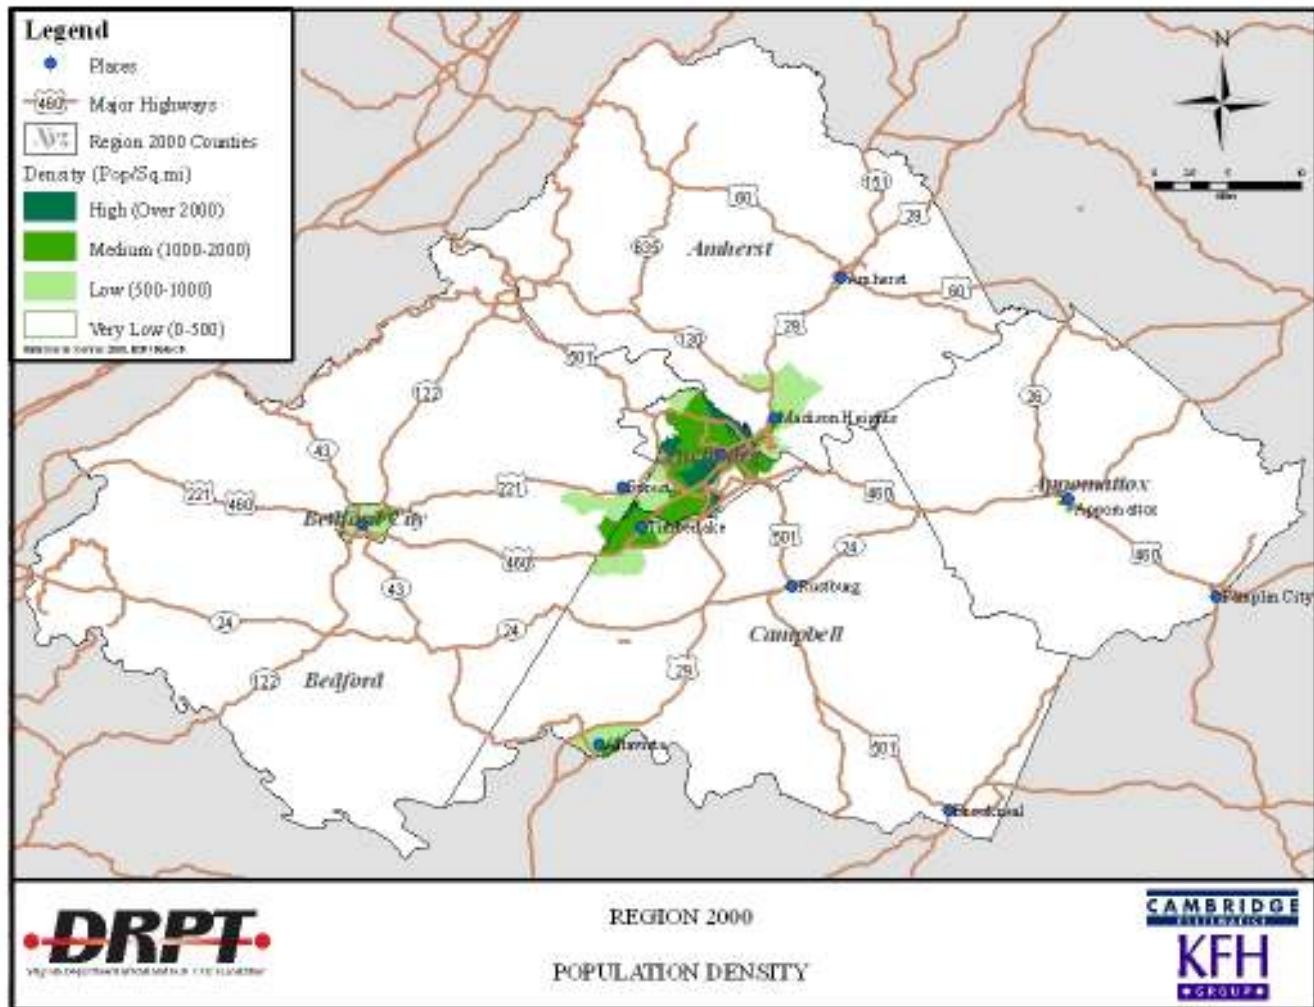 Legend
Places
460 Major Highways
Region 2000 Counties
Density (Pop/Sq.mi)
High (Over 2000)
Medium (1000-2000)
Low (500-1000)
Very Low (0-500)
N
60
151
29
635
Amherst
Amherst
60
29
130
501
122
26
Madison Heights
43
221
460
221
460
Appomattox
Appomattox
Bedford City
Timberlake
501
24
460
460
43
Rustburg
Pamplin City
24
24
Campbell
29
122
Bedford
501
Brookneal
DRPT
REGION 2000
POPULATION DENSITY
CAMBRIDGE
SYSTEMATICS
KFH
GROUP